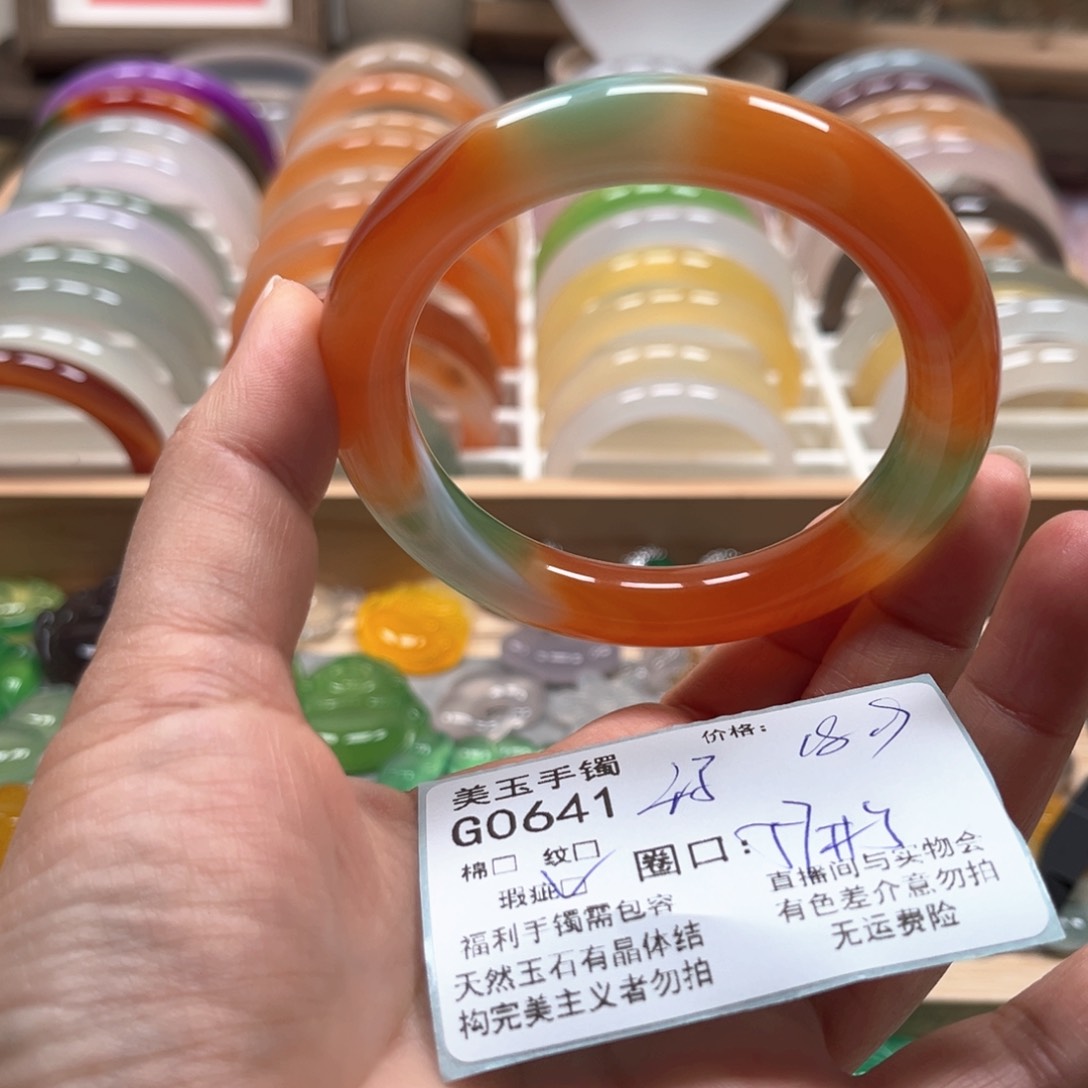 美玉手镯 价格:
G0641
棉□ 纹□ 圈口:
瑕疵□
福利手镯需包容
天然玉石有晶体结
构完美主义者勿拍
直播间与实物会
有色差介意勿拍
无运费险